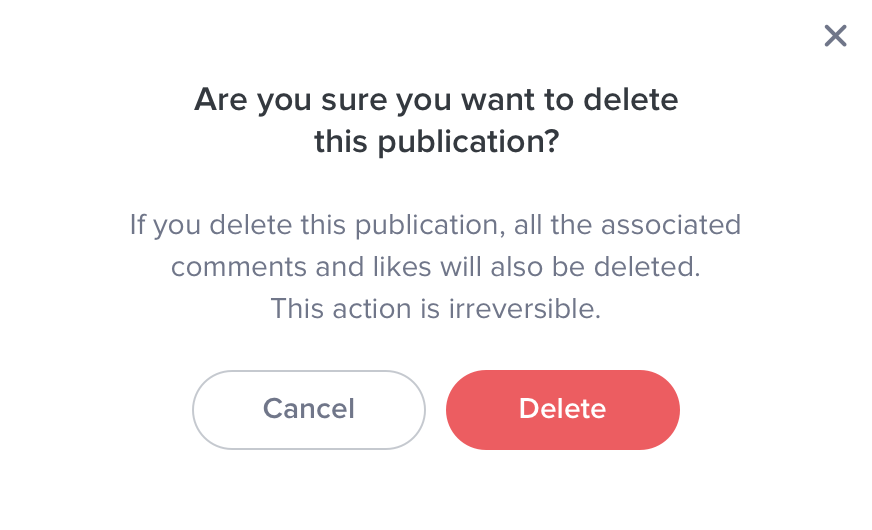 Are you sure you want to delete
this publication?
If you delete this publication, all the associated
comments and likes will also be deleted.
This action is irreversible.
Cancel
Delete